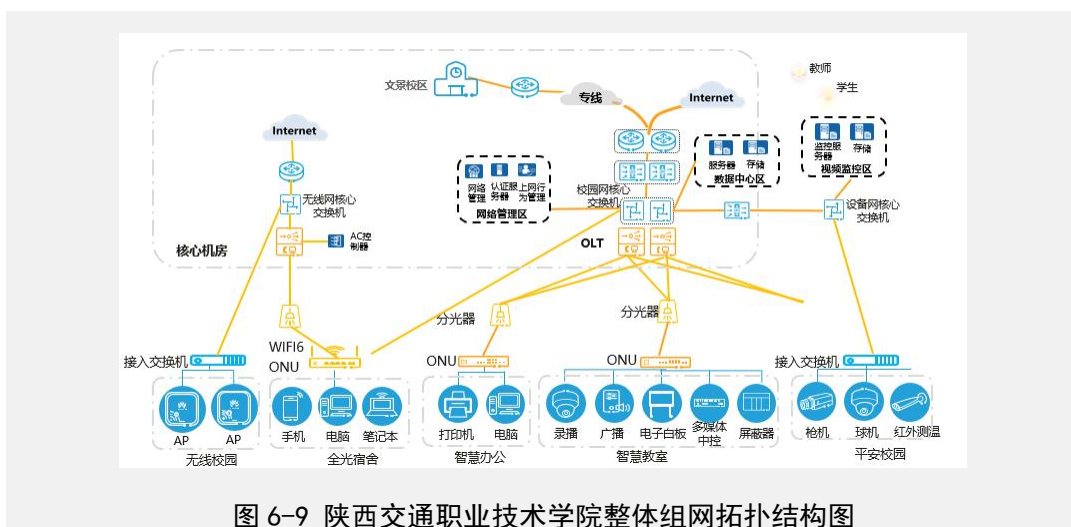 文景校区
专线
Internet
教师
学生
Internet
监控服务器
存储
视频监控区
服务器
存储
数据中心区
网络管理
认证服务器
上网行为管理
网络管理区
校园网核心交换机
无线网核心交换机
设备网核心交换机
AC控制器
OLT
核心机房
分光器
分光器
接入交换机
WIFI6
ONU
ONU
ONU
接入交换机
AP
AP
手机
电脑
笔记本
打印机
电脑
录播
广播
电子白板
多媒体中控
屏蔽器
枪机
球机
红外测温
无线校园
全光宿舍
智慧办公
智慧教室
平安校园
图 6-9 陕西交通职业技术学院整体组网拓扑结构图